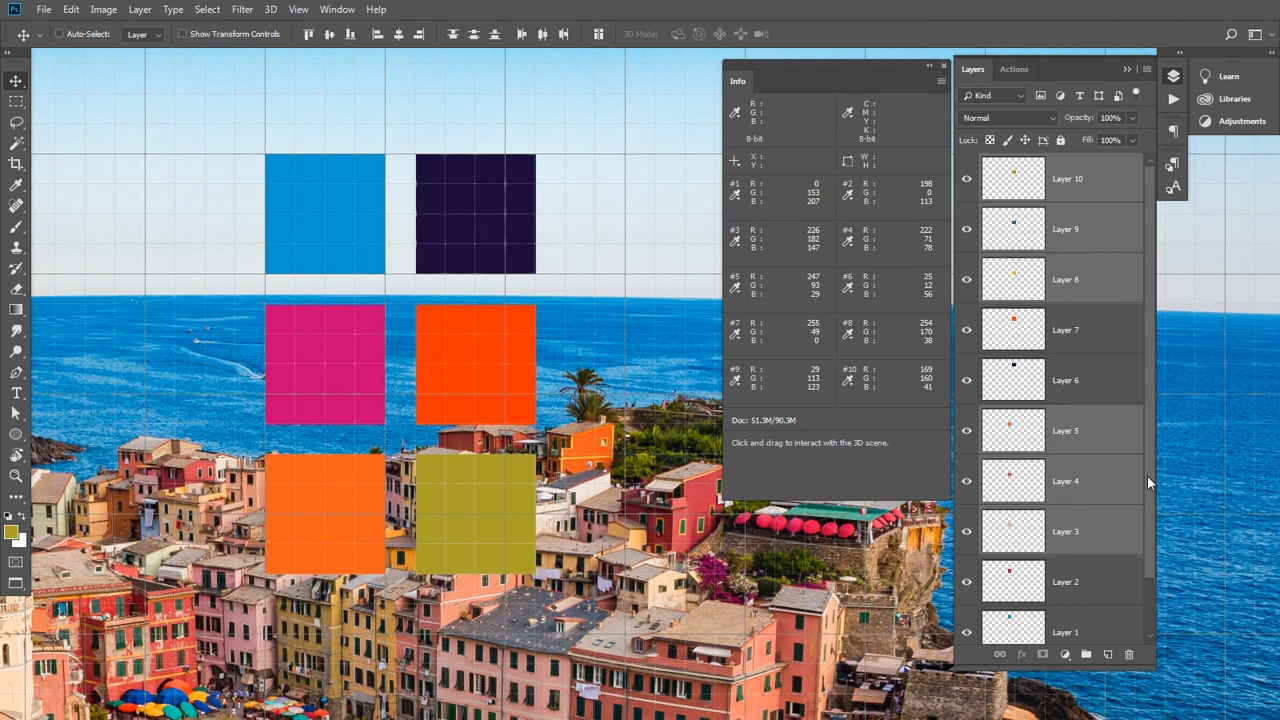 Ps File Edit Image Layer Type Select Filter 3D View Window Help
Auto-Select: Layer Show Transform Controls 3D Mode:
Info
R :
G :
B :
8-bit
C :
M :
Y :
K :
8-bit
X :
Y :
W :
H :
#1 R : 0
G : 153
B : 207
#2 R : 198
G : 0
B : 113
#3 R : 226
G : 182
B : 147
#4 R : 222
G : 71
B : 78
#5 R : 247
G : 93
B : 29
#6 R : 25
G : 12
B : 56
#7 R : 255
G : 49
B : 0
#8 R : 254
G : 170
B : 38
#9 R : 29
G : 113
B : 123
#10 R : 169
G : 160
B : 41
Doc: 51.3M/90.3M
Click and drag to interact with the 3D scene.
Layers Actions
Kind
Normal Opacity: 100%
Lock: Fill: 100%
Layer 10
Layer 9
Layer 8
Layer 7
Layer 6
Layer 5
Layer 4
Layer 3
Layer 2
Layer 1
Learn
Libraries
Adjustments